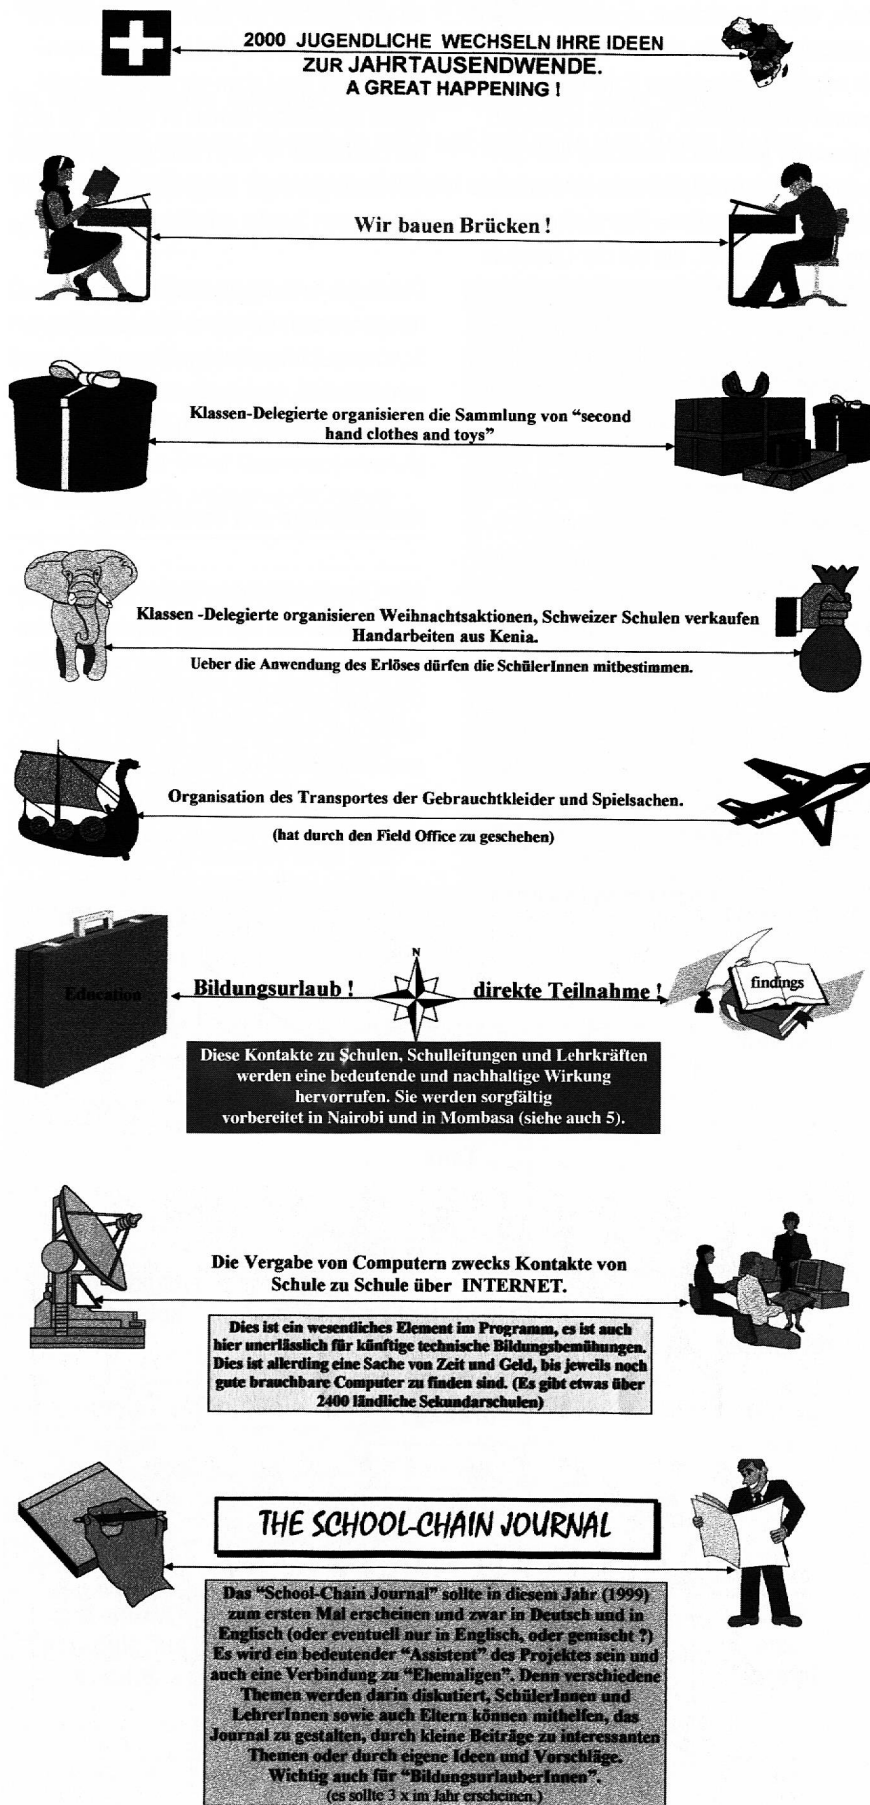 2000 JUGENDLICHE WECHSELN IHRE IDEEN
ZUR JAHRTAUSENDWENDE.
A GREAT HAPPENING !
Wir bauen Brücken !
Klassen-Delegierte organisieren die Sammlung von “second
hand clothes and toys”
Klassen -Delegierte organisieren Weihnachtsaktionen, Schweizer Schulen verkaufen
Handarbeiten aus Kenia.
Ueber die Anwendung des Erlöses dürfen die SchülerInnen mitbestimmen.
Organisation des Transportes der Gebrauchtkleider und Spielsachen.
(hat durch den Field Office zu geschehen)
N
Education
Bildungsurlaub !
direkte Teilnahme !
findings
Diese Kontakte zu Schulen, Schulleitungen und Lehrkräften
werden eine bedeutende und nachhaltige Wirkung
hervorrufen. Sie werden sorgfältig
vorbereitet in Nairobi und in Mombasa (siehe auch 5).
Die Vergabe von Computern zwecks Kontakte von
Schule zu Schule über INTERNET.
Dies ist ein wesentliches Element im Programm, es ist auch
hier unerlässlich für künftige technische Bildungsbemühungen.
Dies ist allerding eine Sache von Zeit und Geld, bis jeweils noch
gute brauchbare Computer zu finden sind. (Es gibt etwas über
2400 ländliche Sekundarschulen)
THE SCHOOL-CHAIN JOURNAL
Das “School-Chain Journal” sollte in diesem Jahr (1999)
zum ersten Mal erscheinen und zwar in Deutsch und in
Englisch (oder eventuell nur in Englisch, oder gemischt ?)
Es wird ein bedeutender “Assistent” des Projektes sein und
auch eine Verbindung zu “Ehemaligen”. Denn verschiedene
Themen werden darin diskutiert, SchülerInnen und
LehrerInnen sowie auch Eltern können mithelfen, das
Journal zu gestalten, durch kleine Beiträge zu interessanten
Themen oder durch eigene Ideen und Vorschläge.
Wichtig auch für “BildungsurlauberInnen”.
(es sollte 3 x im Jahr erscheinen.)